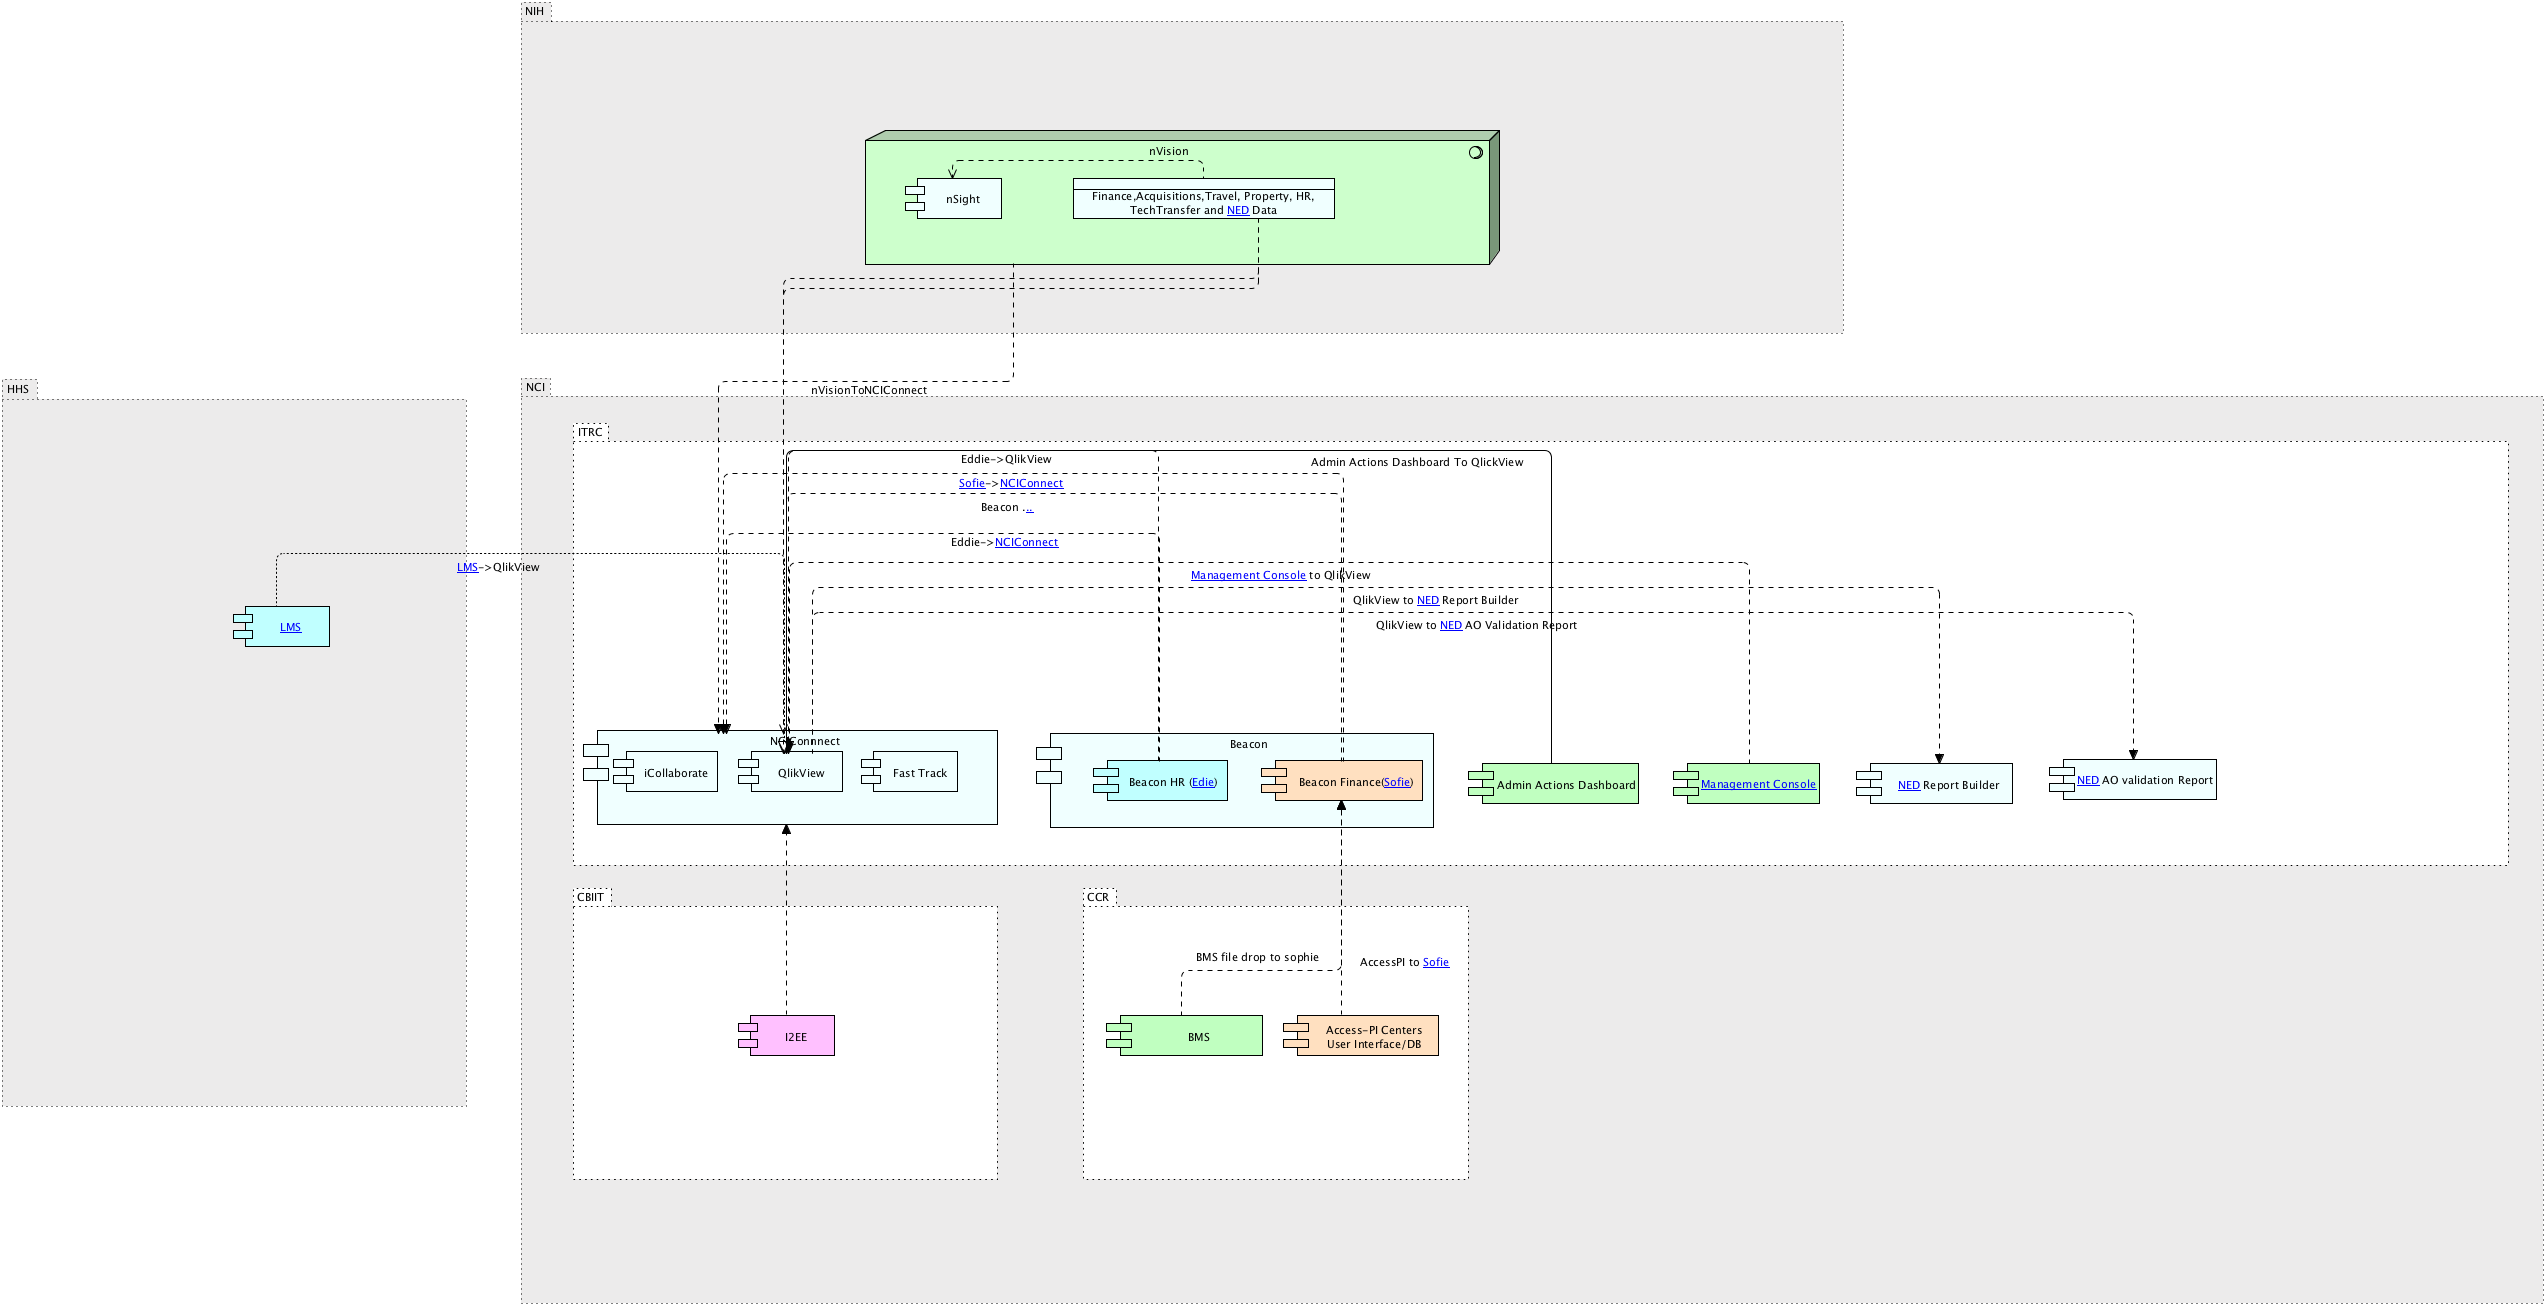 NIH
nVision
nSight
Finance,Acquisitions,Travel, Property, HR,
TechTransfer and NED Data
nVisionToNCIConnect
HHS
NCI
ITRC
Eddie->QlikView
Admin Actions Dashboard To QlickView
Sofie->NCIConnect
Beacon ...
Eddie->NCIConnect
LMS->QlikView
Management Console to QlikView
QlikView to NED Report Builder
QlikView to NED AO Validation Report
LMS
NCIConnnect
iCollaborate
QlikView
Fast Track
Beacon
Beacon HR (Edie)
Beacon Finance(Sofie)
Admin Actions Dashboard
Management Console
NED Report Builder
NED AO validation Report
CBIIT
CCR
BMS file drop to sophie
AccessPI to Sofie
I2EE
BMS
Access-PI Centers
User Interface/DB